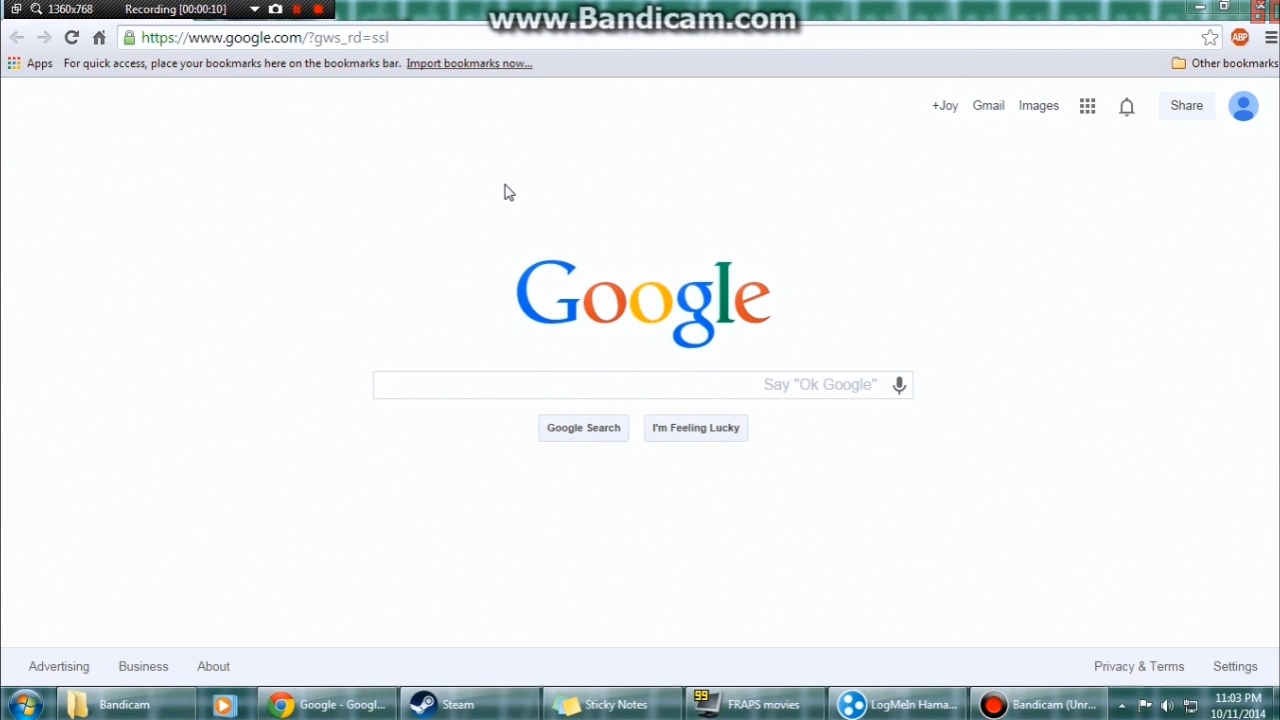 1360x768 Recording [00:00:10]
www.Bandicam.com
https://www.google.com/?gws_rd=ssl
ABP
Apps For quick access, place your bookmarks here on the bookmarks bar. Import bookmarks now... Other bookmarks
+Joy Gmail Images Share
Google
Say "Ok Google"
Google Search I'm Feeling Lucky
Advertising Business About Privacy & Terms Settings
Bandicam Google - Googl... Steam Sticky Notes 99 FRAPS movies LogMeIn Hama... Bandicam (Unr... 11:03 PM
10/11/2014